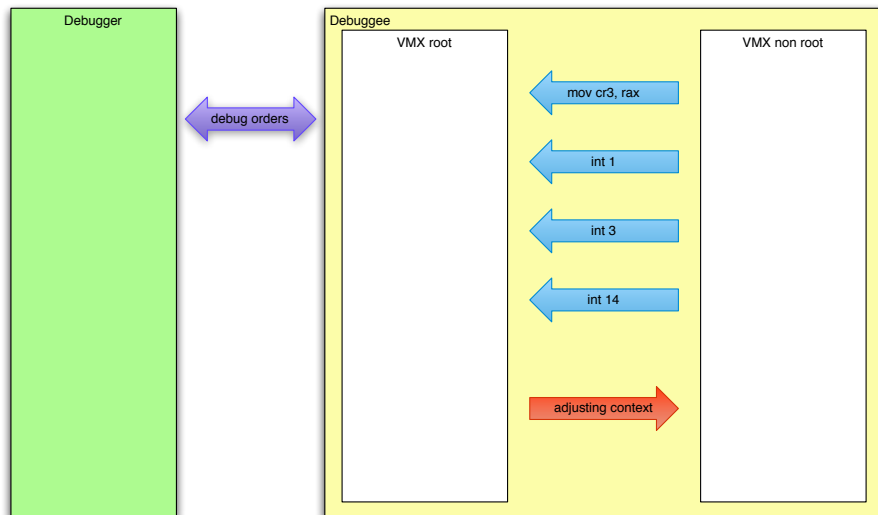 Debugger
Debuggee
VMX root
VMX non root
mov cr3, rax
debug orders
int 1
int 3
int 14
adjusting context